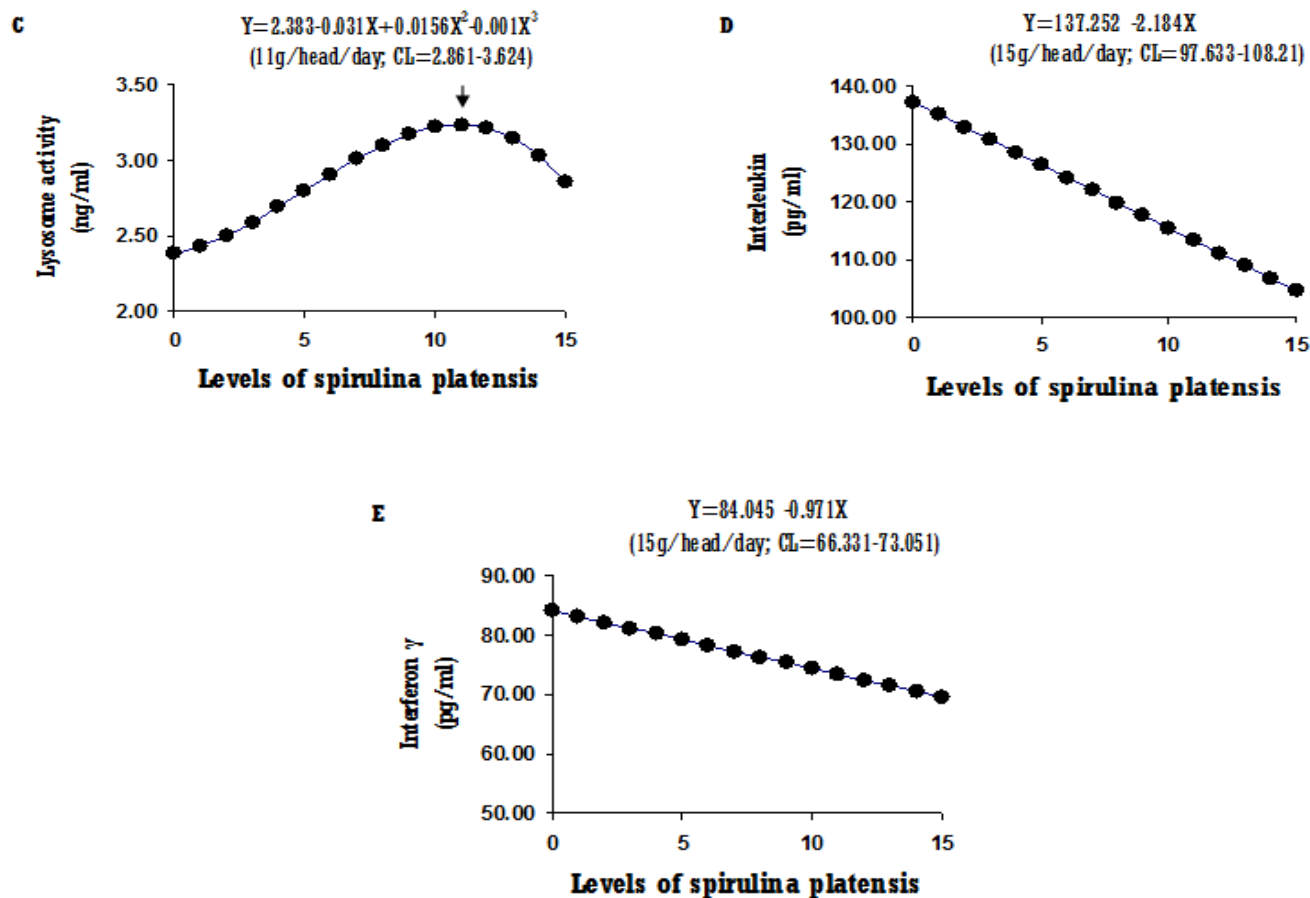 C
Y=2.383-0.031X+0.0156X²-0.001X³
(11g/head/day; CL=2.861-3.624)
3.50
3.00
2.50
2.00
Lysosome activity
(ng/ml)
0 5 10 15
Levels of spirulina platensis
D
Y=137.252 -2.184X
(15g/head/day; CL=97.633-108.21)
140.00
130.00
120.00
110.00
100.00
Interleukin
(pg/ml)
0 5 10 15
Levels of spirulina platensis
E
Y=84.045 -0.971X
(15g/head/day; CL=66.331-73.051)
90.00
80.00
70.00
60.00
50.00
Interferon γ
(pg/ml)
0 5 10 15
Levels of spirulina platensis